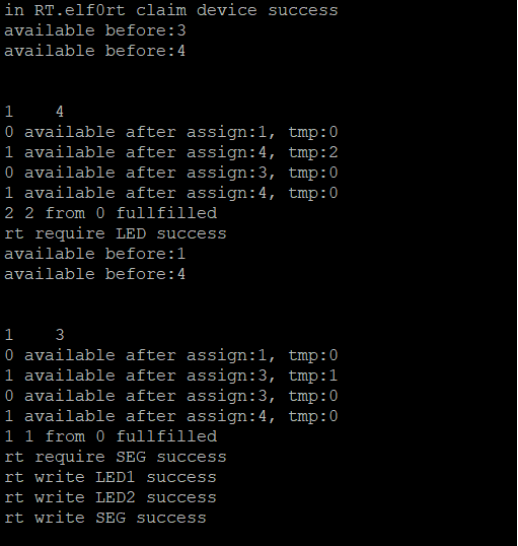 in RT.elf0rt claim device success
available before:3
available before:4
1    4
0 available after assign:1, tmp:0
1 available after assign:4, tmp:2
0 available after assign:3, tmp:0
1 available after assign:4, tmp:0
2 2 from 0 fullfilled
rt require LED success
available before:1
available before:4
1    3
0 available after assign:1, tmp:0
1 available after assign:3, tmp:1
0 available after assign:3, tmp:0
1 available after assign:4, tmp:0
1 1 from 0 fullfilled
rt require SEG success
rt write LED1 success
rt write LED2 success
rt write SEG success